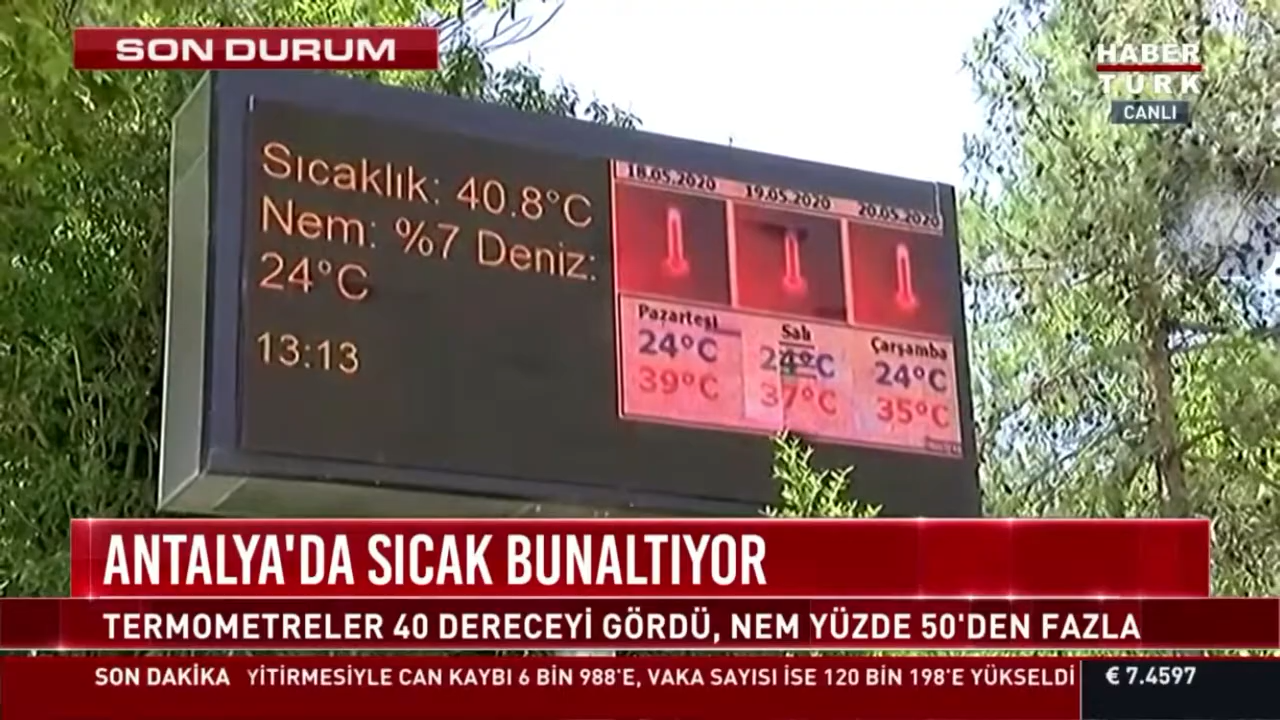 SON DURUM
HABER
TÜRK
CANLI
Sıcaklık: 40.8°C
Nem: %7 Deniz:
24°C
13:13
18.05.2020 19.05.2020 20.05.2020
Pazartesi Salı Çarşamba
24°C 24°C 24°C
39°C 37°C 35°C
ANTALYA'DA SICAK BUNALTIYOR
TERMOMETRELER 40 DERECEYİ GÖRDÜ, NEM YÜZDE 50'DEN FAZLA
SON DAKİKA YİTİRMESİYLE CAN KAYBI 6 BİN 988'E, VAKA SAYISI İSE 120 BİN 198'E YÜKSELDİ € 7.4597